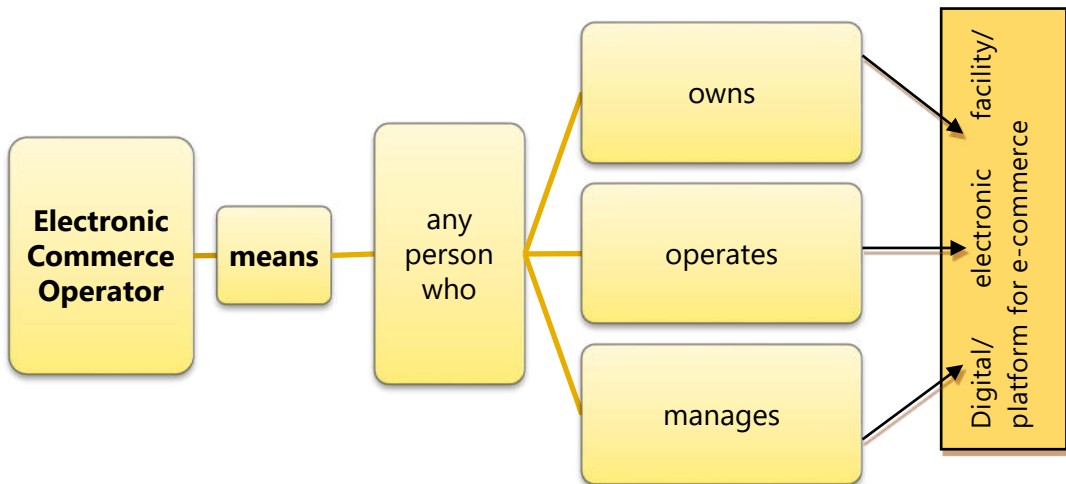 Electronic
Commerce
Operator
means
any
person
who
owns
operates
manages
Digital/ electronic facility/
platform for e-commerce